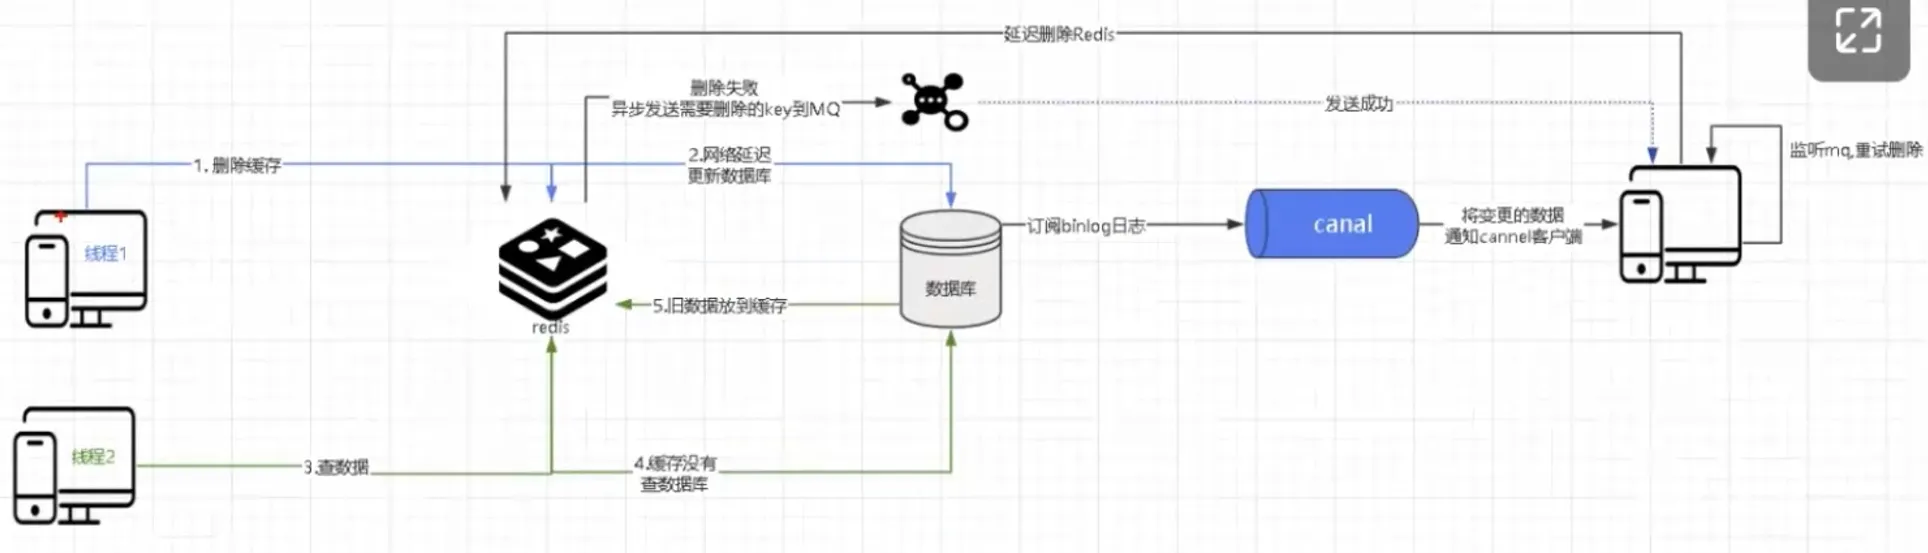 延迟删除Redis
删除失败
异步发送需要删除的key到MQ
发送成功
1. 删除缓存
2.网络延迟
更新数据库
监听mq,重试删除
线程1
订阅binlog日志
canal
将变更的数据
通知cannel客户端
数据库
5.旧数据放到缓存
redis
线程2
3.查数据
4.缓存没有
查数据库